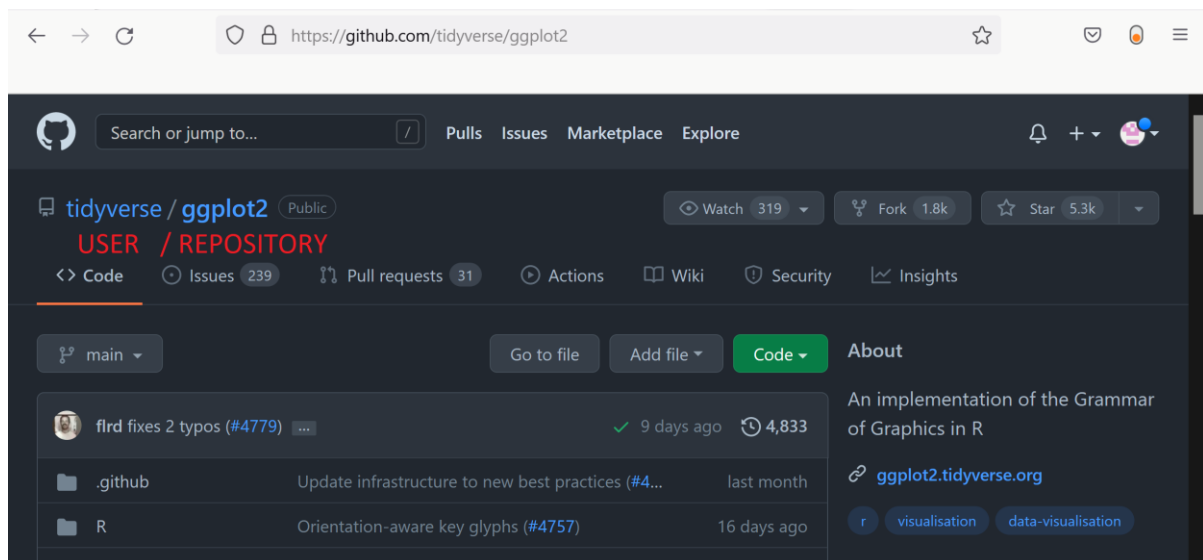 https://github.com/tidyverse/ggplot2
Search or jump to... / Pulls Issues Marketplace Explore
tidyverse / ggplot2 Public Watch 319 Fork 1.8k Star 5.3k
USER / REPOSITORY
<> Code Issues 239 Pull requests 31 Actions Wiki Security Insights
main Go to file Add file Code About
An implementation of the Grammar
of Graphics in R
flrd fixes 2 typos (#4779) ... 9 days ago 4,833
.github Update infrastructure to new best practices (#4... last month
ggplot2.tidyverse.org
R Orientation-aware key glyphs (#4757) 16 days ago
r visualisation data-visualisation